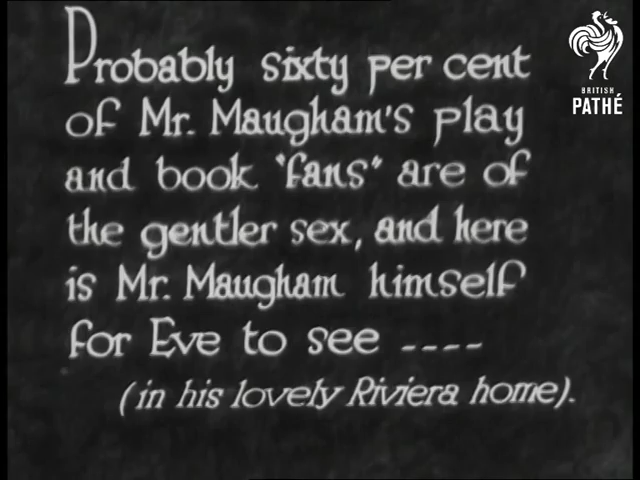 Probably sixty per cent
of Mr. Maugham's play
and book "fans" are of
the gentler sex, and here
is Mr. Maugham himself
for Eve to see ----
(in his lovely Riviera home).
BRITISH
PATHÉ